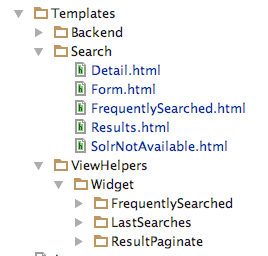 Templates
Backend
Search
Detail.html
Form.html
FrequentlySearched.html
Results.html
SolrNotAvailable.html
ViewHelpers
Widget
FrequentlySearched
LastSearches
ResultPaginate